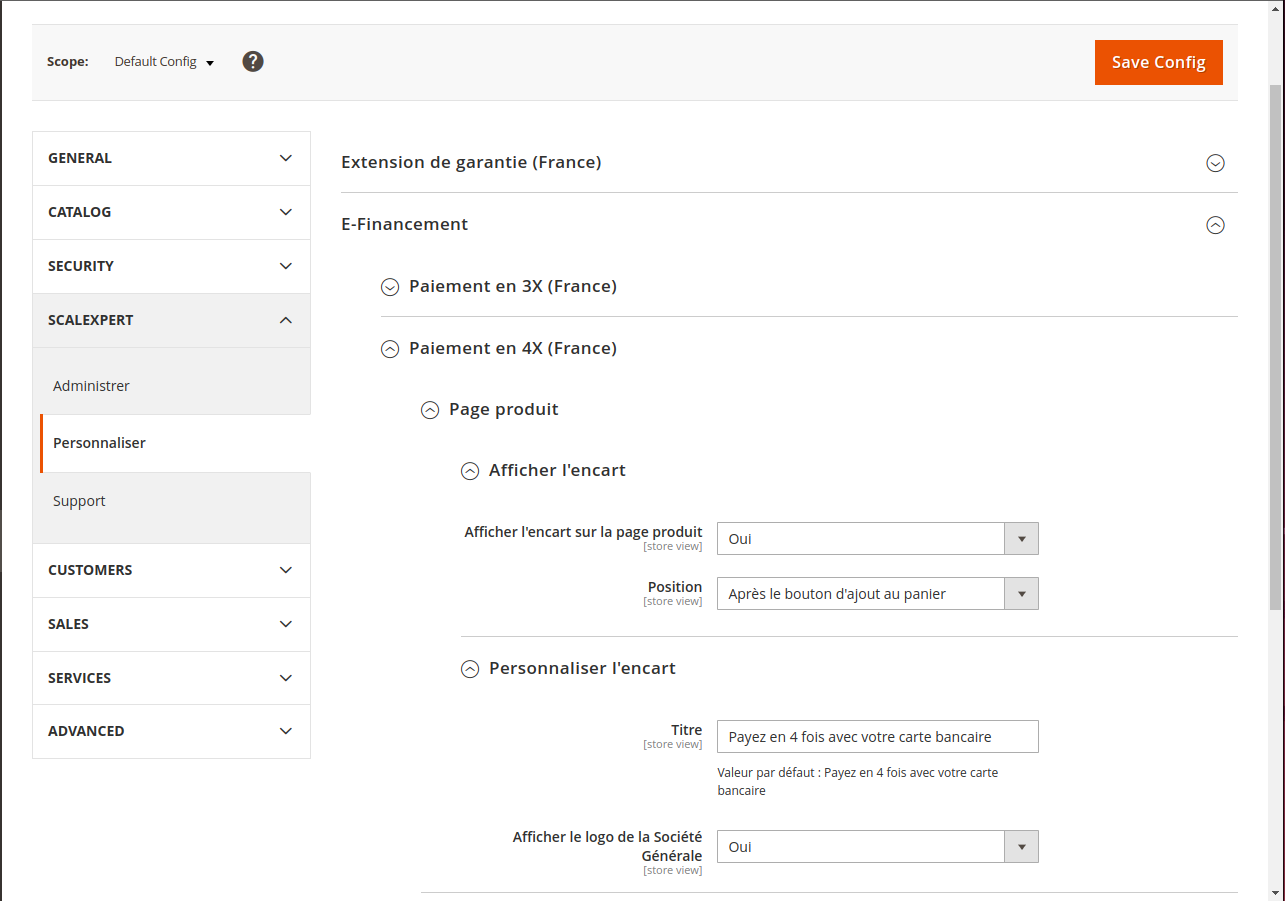 Scope: Default Config ?
Save Config
GENERAL
CATALOG
SECURITY
SCALEXPERT
Administrer
Personnaliser
Support
CUSTOMERS
SALES
SERVICES
ADVANCED
Extension de garantie (France)
E-Financement
Paiement en 3X (France)
Paiement en 4X (France)
Page produit
Afficher l'encart
Afficher l'encart sur la page produit
[store view]
Oui
Position
[store view]
Après le bouton d'ajout au panier
Personnaliser l'encart
Titre
[store view]
Payez en 4 fois avec votre carte bancaire
Valeur par défaut : Payez en 4 fois avec votre carte
bancaire
Afficher le logo de la Société
Générale
[store view]
Oui